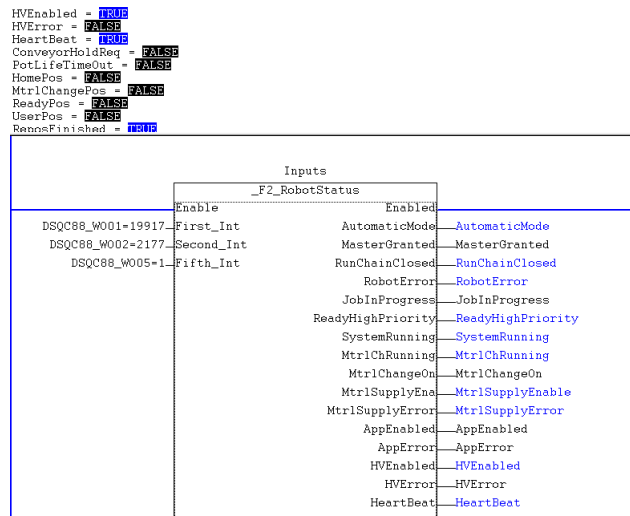 HVEnabled = TRUE
HVError = FALSE
HeartBeat = TRUE
ConveyorHoldReq = FALSE
PotLifeTimeOut = FALSE
HomePos = FALSE
MtrlChangePos = FALSE
ReadyPos = FALSE
UserPos = FALSE
ReposFinished = TRUE
Inputs
_F2_RobotStatus
Enable Enabled
DSQC88_WO01=19917 First_Int AutomaticMode AutomaticMode
DSQC88_WO02=2177 Second_Int MasterGranted MasterGranted
DSQC88_WO05=1 Fifth_Int RunChainClosed RunChainClosed
RobotError RobotError
JobInProgress JobInProgress
ReadyHighPriority ReadyHighPriority
SystemRunning SystemRunning
MtrlChRunning MtrlChRunning
MtrlChangeOn MtrlChangeOn
MtrlSupplyEna MtrlSupplyEnable
MtrlSupplyError MtrlSupplyError
AppEnabled AppEnabled
AppError AppError
HVEnabled HVEnabled
HVError HVError
HeartBeat HeartBeat